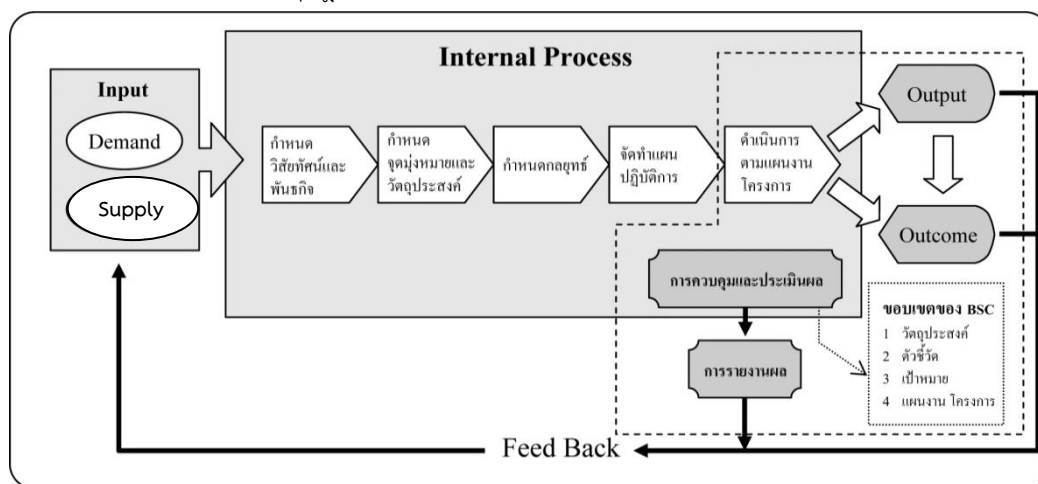 Internal Process
Input
Demand
Supply
กำหนด
วิสัยทัศน์และ
พันธกิจ
กำหนด
จุดมุ่งหมายและ
วัตถุประสงค์
กำหนดกลยุทธ์
จัดทำแผน
ปฏิบัติการ
ดำเนินการ
ตามแผนงาน
โครงการ
Output
Outcome
การควบคุมและประเมินผล
การรายงานผล
ขอบเขตของ BSC
1 วัตถุประสงค์
2 ตัวชี้วัด
3 เป้าหมาย
4 แผนงาน โครงการ
Feed Back